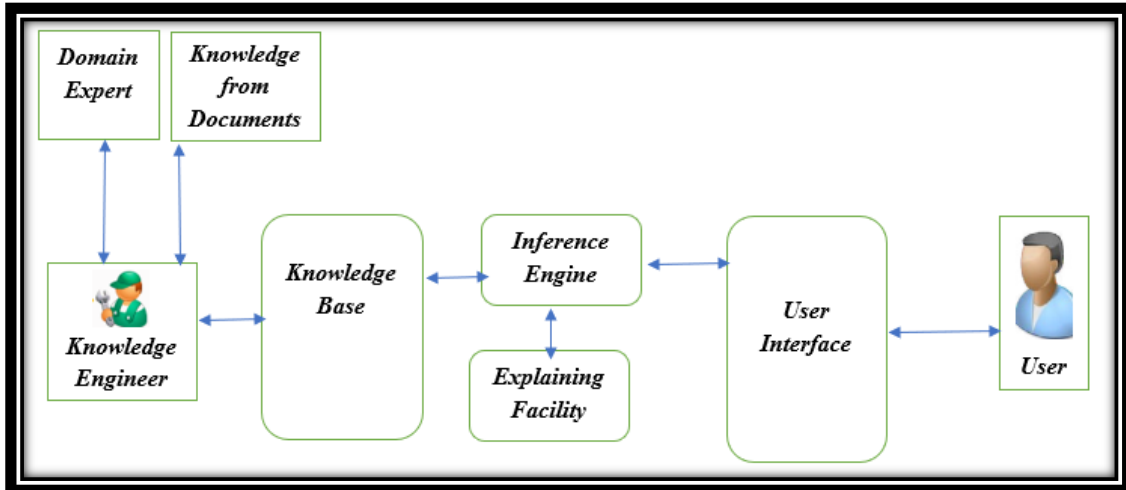 Domain
Expert
Knowledge
from
Documents
Knowledge
Engineer
Knowledge
Base
Inference
Engine
Explaining
Facility
User
Interface
User